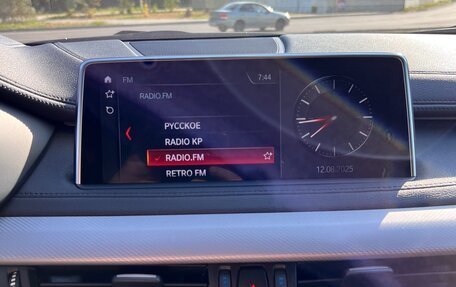 FM
7:44
RADIO.FM
РУССКОЕ
RADIO KP
RADIO.FM
RETRO FM
12.08.2025